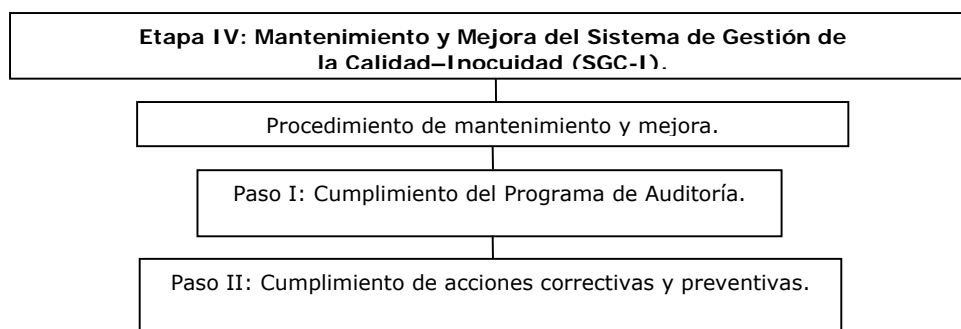 Etapa IV: Mantenimiento y Mejora del Sistema de Gestión de
la Calidad–Inocuidad (SGC-I).
Procedimiento de mantenimiento y mejora.
Paso I: Cumplimiento del Programa de Auditoría.
Paso II: Cumplimiento de acciones correctivas y preventivas.